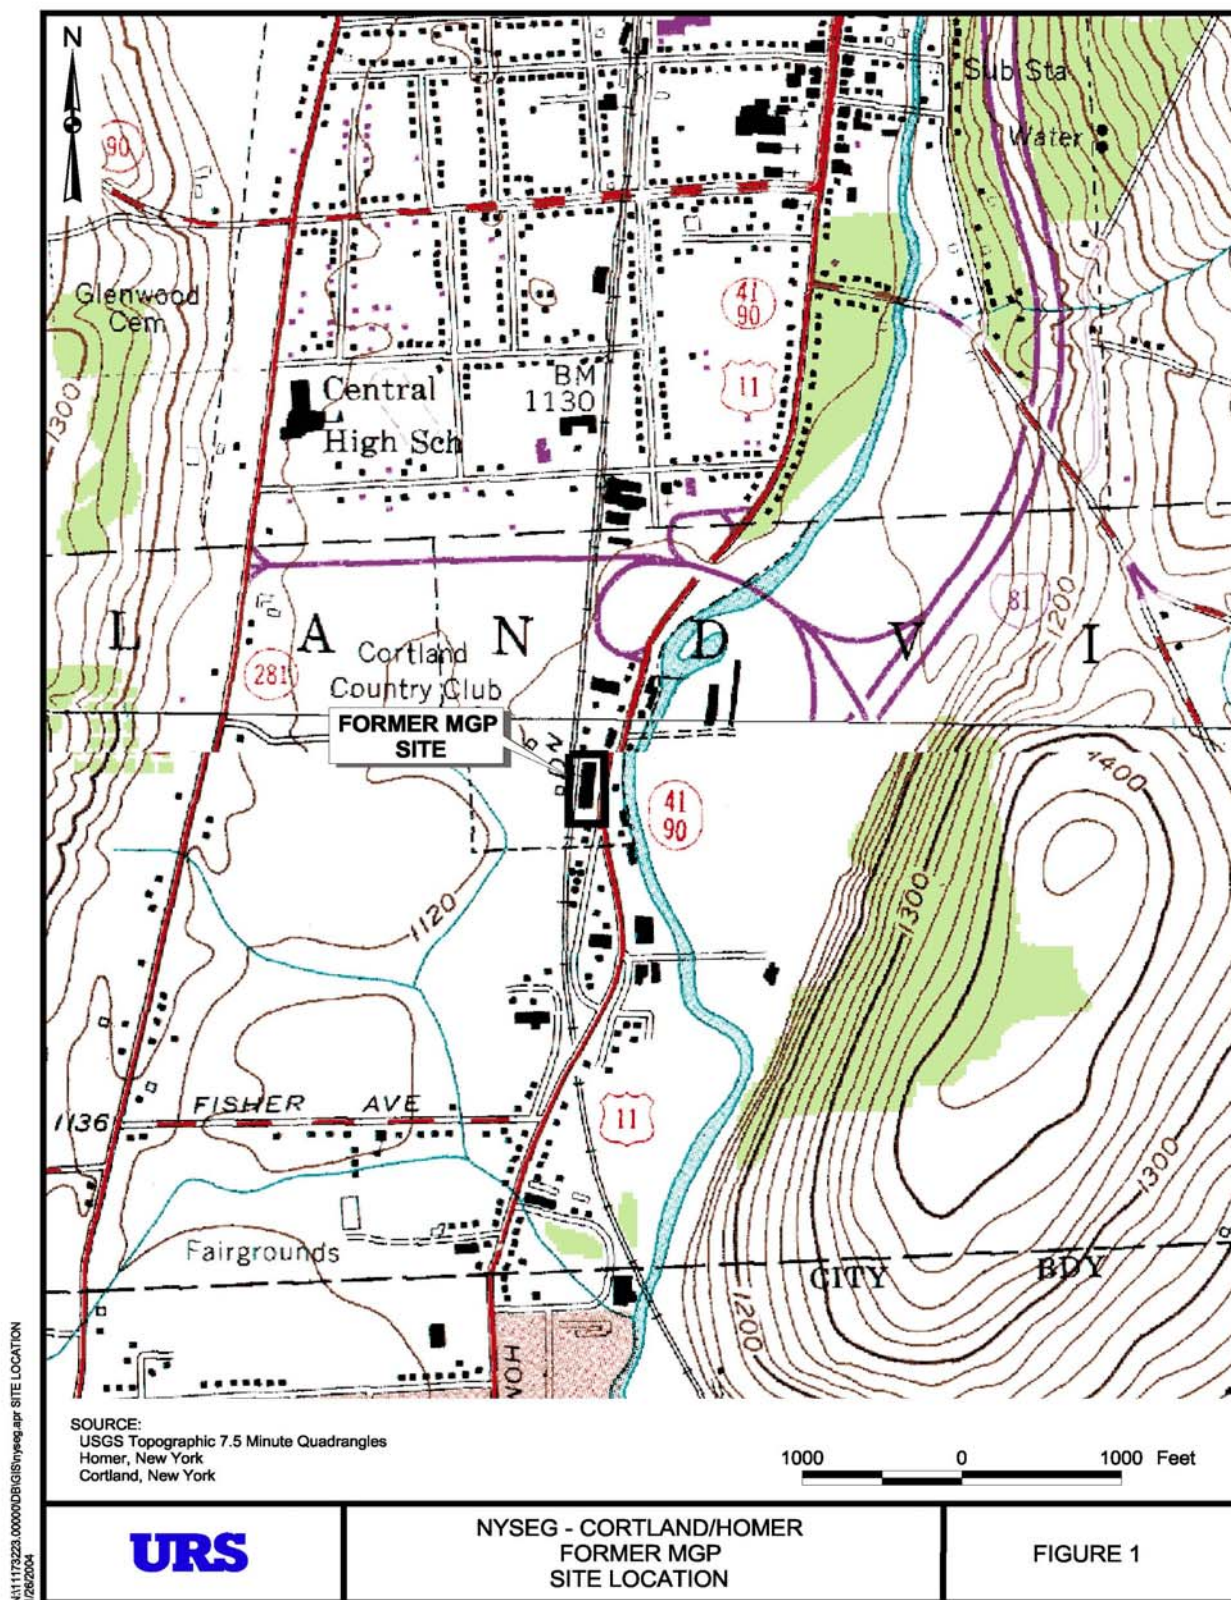 N
90
Sub Sta
Water
Glenwood
Cem
41
90
11
BM
1130
Central
High Sch
1300
L A N D V I
81
1200
281
Cortland
Country Club
FORMER MGP
SITE
1400
41
90
1300
1120
FISHER AVE
1136
11
1300
Fairgrounds
CITY BDY
1200
HOM
SOURCE:
USGS Topographic 7.5 Minute Quadrangles
Homer, New York
Cortland, New York
1000 0 1000 Feet
URS
NYSEG - CORTLAND/HOMER
FORMER MGP
SITE LOCATION
FIGURE 1